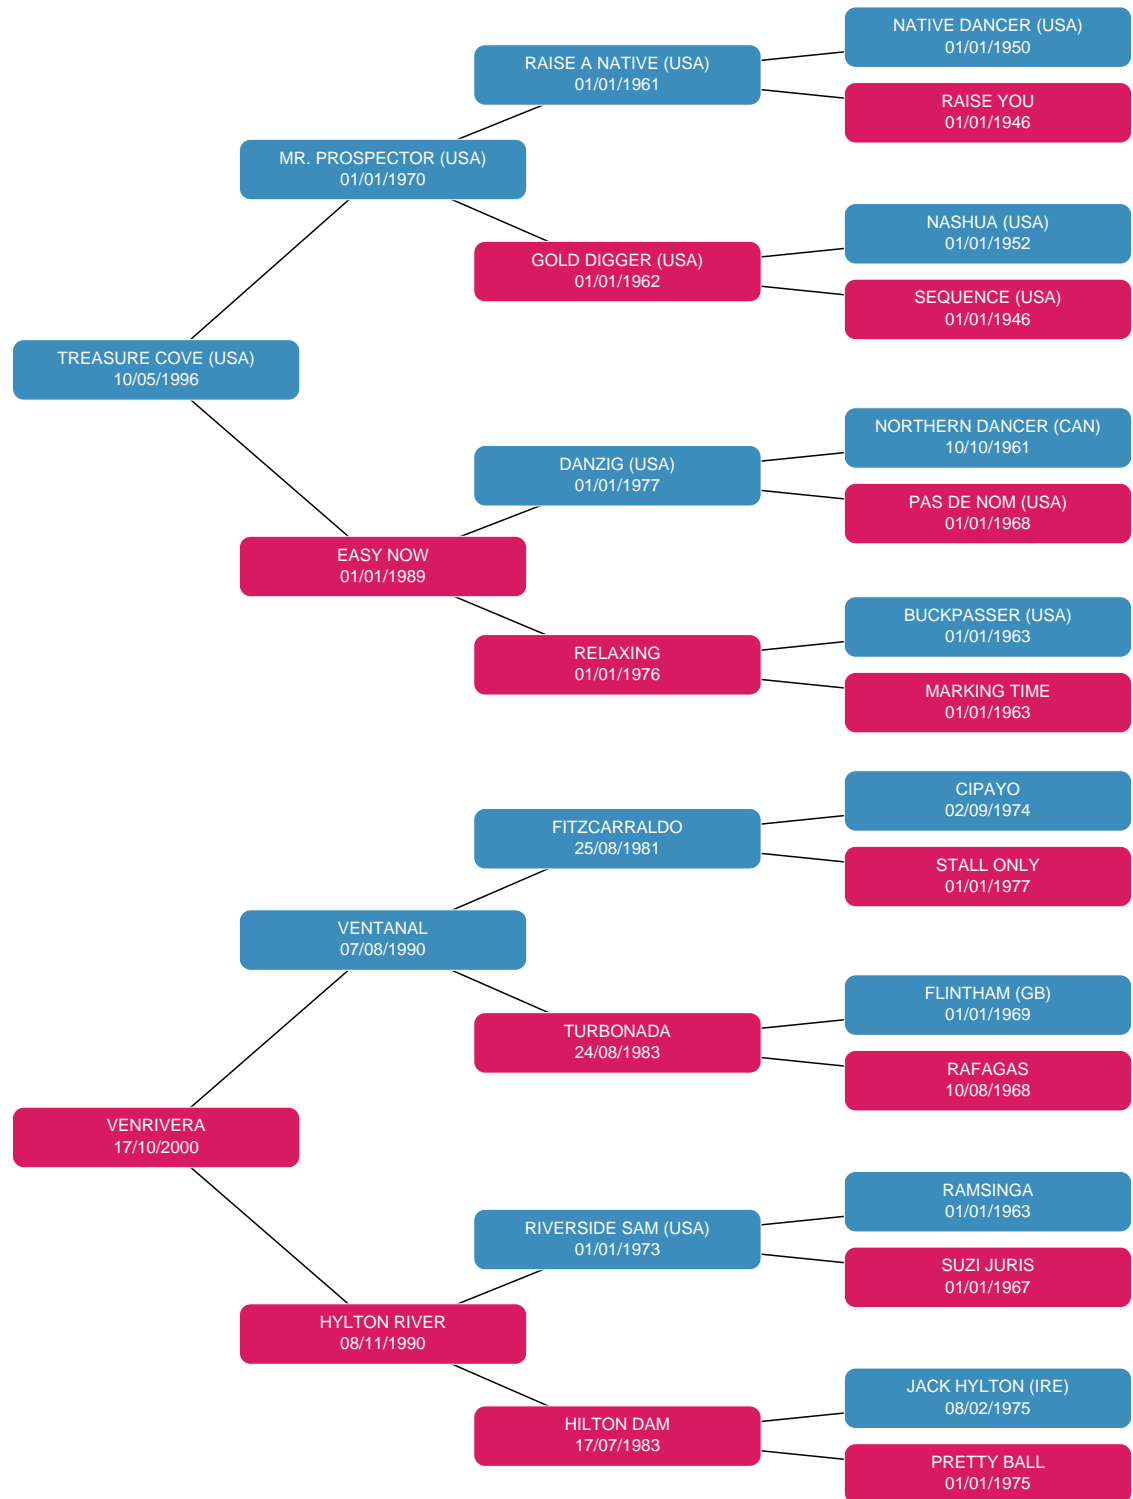 NATIVE DANCER (USA)
01/01/1950
RAISE A NATIVE (USA)
01/01/1961
RAISE YOU
01/01/1946
MR. PROSPECTOR (USA)
01/01/1970
NASHUA (USA)
01/01/1952
GOLD DIGGER (USA)
01/01/1962
SEQUENCE (USA)
01/01/1946
TREASURE COVE (USA)
10/05/1996
NORTHERN DANCER (CAN)
10/10/1961
DANZIG (USA)
01/01/1977
PAS DE NOM (USA)
01/01/1968
EASY NOW
01/01/1989
BUCKPASSER (USA)
01/01/1963
RELAXING
01/01/1976
MARKING TIME
01/01/1963
CIPAYO
02/09/1974
FITZCARRALDO
25/08/1981
STALL ONLY
01/01/1977
VENTANAL
07/08/1990
FLINTHAM (GB)
01/01/1969
TURBONADA
24/08/1983
RAFAGAS
10/08/1968
VENRIVERA
17/10/2000
RAMSINGA
01/01/1963
RIVERSIDE SAM (USA)
01/01/1973
SUZI JURIS
01/01/1967
HYLTON RIVER
08/11/1990
JACK HYLTON (IRE)
08/02/1975
HILTON DAM
17/07/1983
PRETTY BALL
01/01/1975